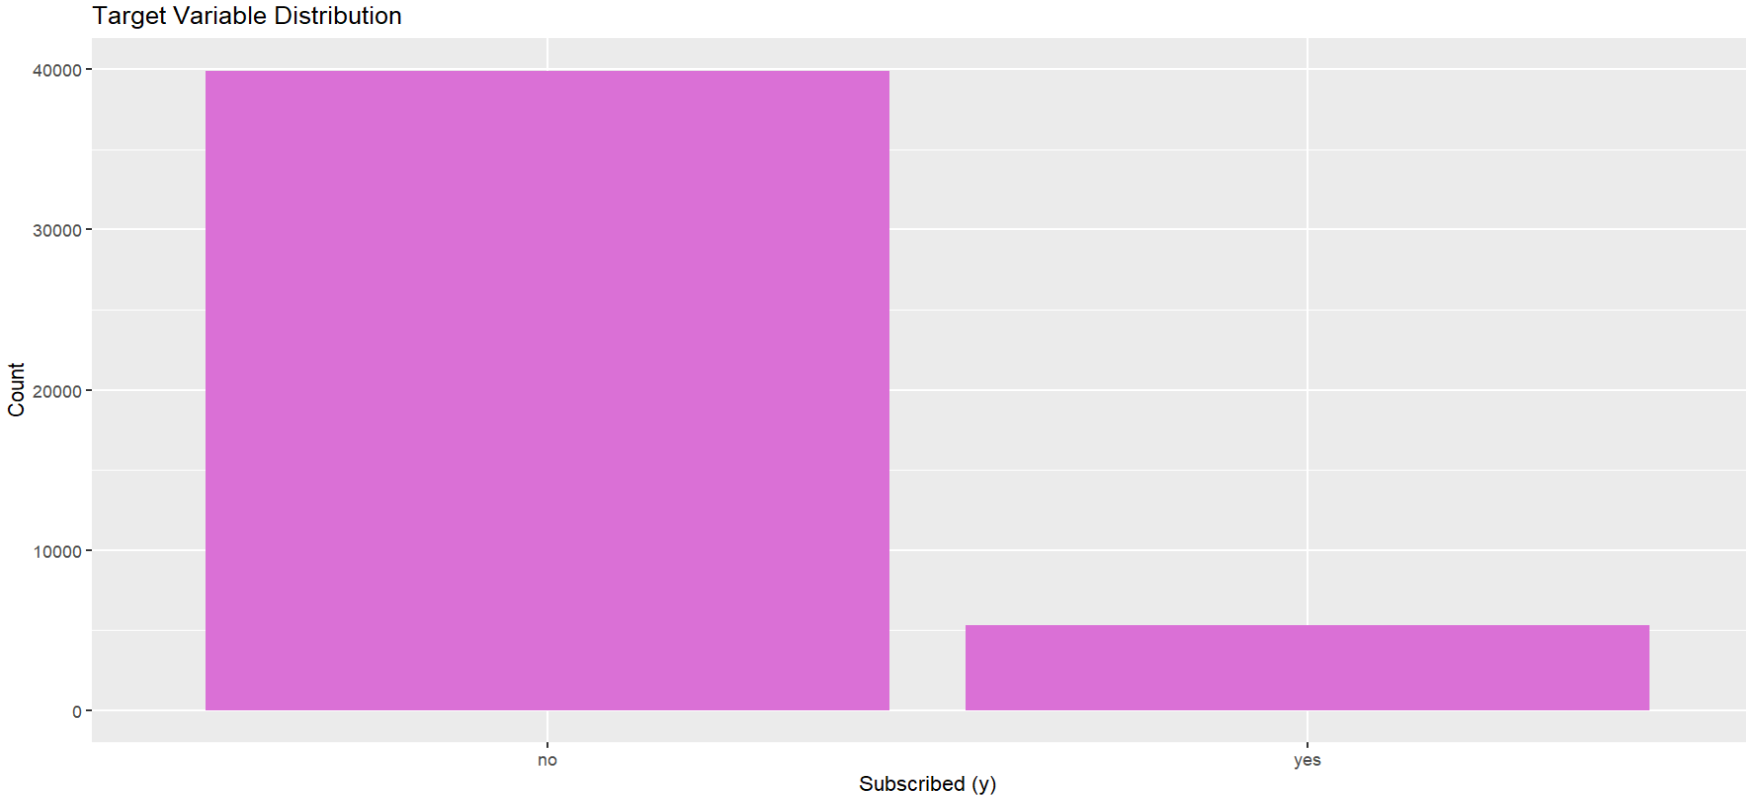 Target Variable Distribution
Count
40000
30000
20000
10000
0
no
yes
Subscribed (y)